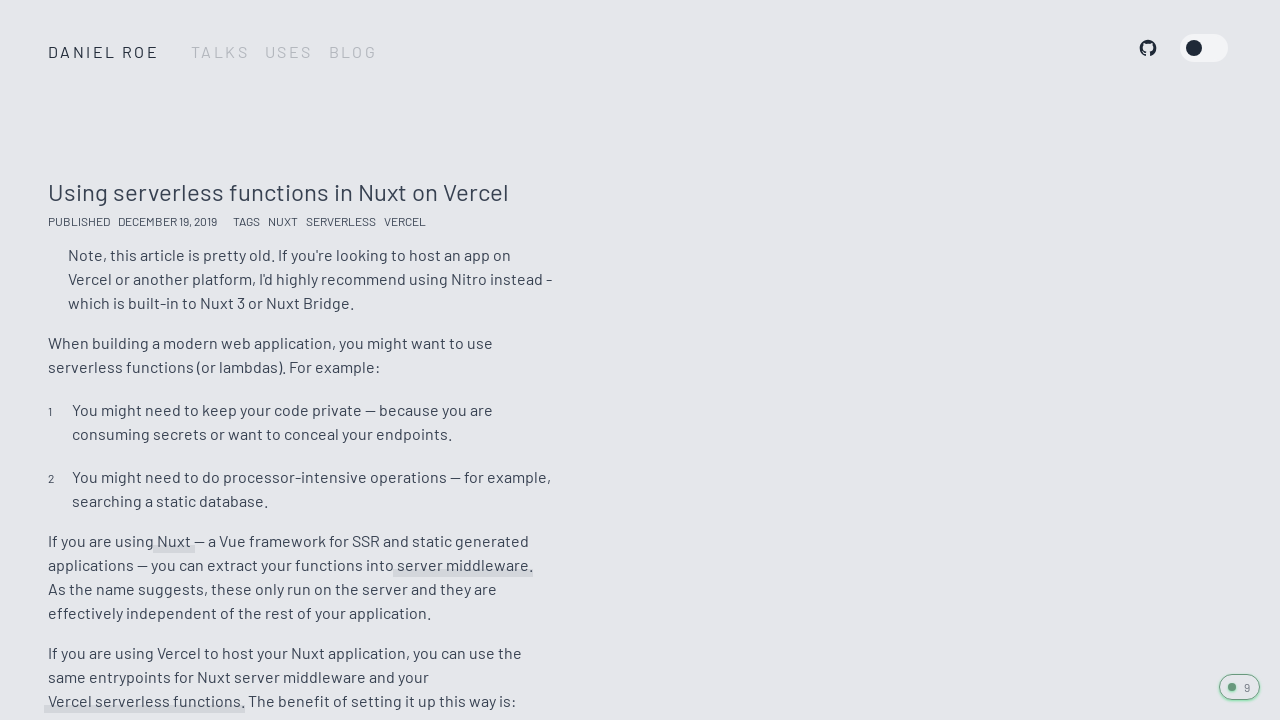 DANIEL ROE TALKS USES BLOG
Using serverless functions in Nuxt on Vercel
PUBLISHED DECEMBER 19, 2019 TAGS NUXT SERVERLESS VERCEL
Note, this article is pretty old. If you're looking to host an app on
Vercel or another platform, I'd highly recommend using Nitro instead -
which is built-in to Nuxt 3 or Nuxt Bridge.
When building a modern web application, you might want to use
serverless functions (or lambdas). For example:
1 You might need to keep your code private — because you are
consuming secrets or want to conceal your endpoints.
2 You might need to do processor-intensive operations — for example,
searching a static database.
If you are using Nuxt — a Vue framework for SSR and static generated
applications — you can extract your functions into server middleware.
As the name suggests, these only run on the server and they are
effectively independent of the rest of your application.
If you are using Vercel to host your Nuxt application, you can use the
same entrypoints for Nuxt server middleware and your
Vercel serverless functions. The benefit of setting it up this way is:
9